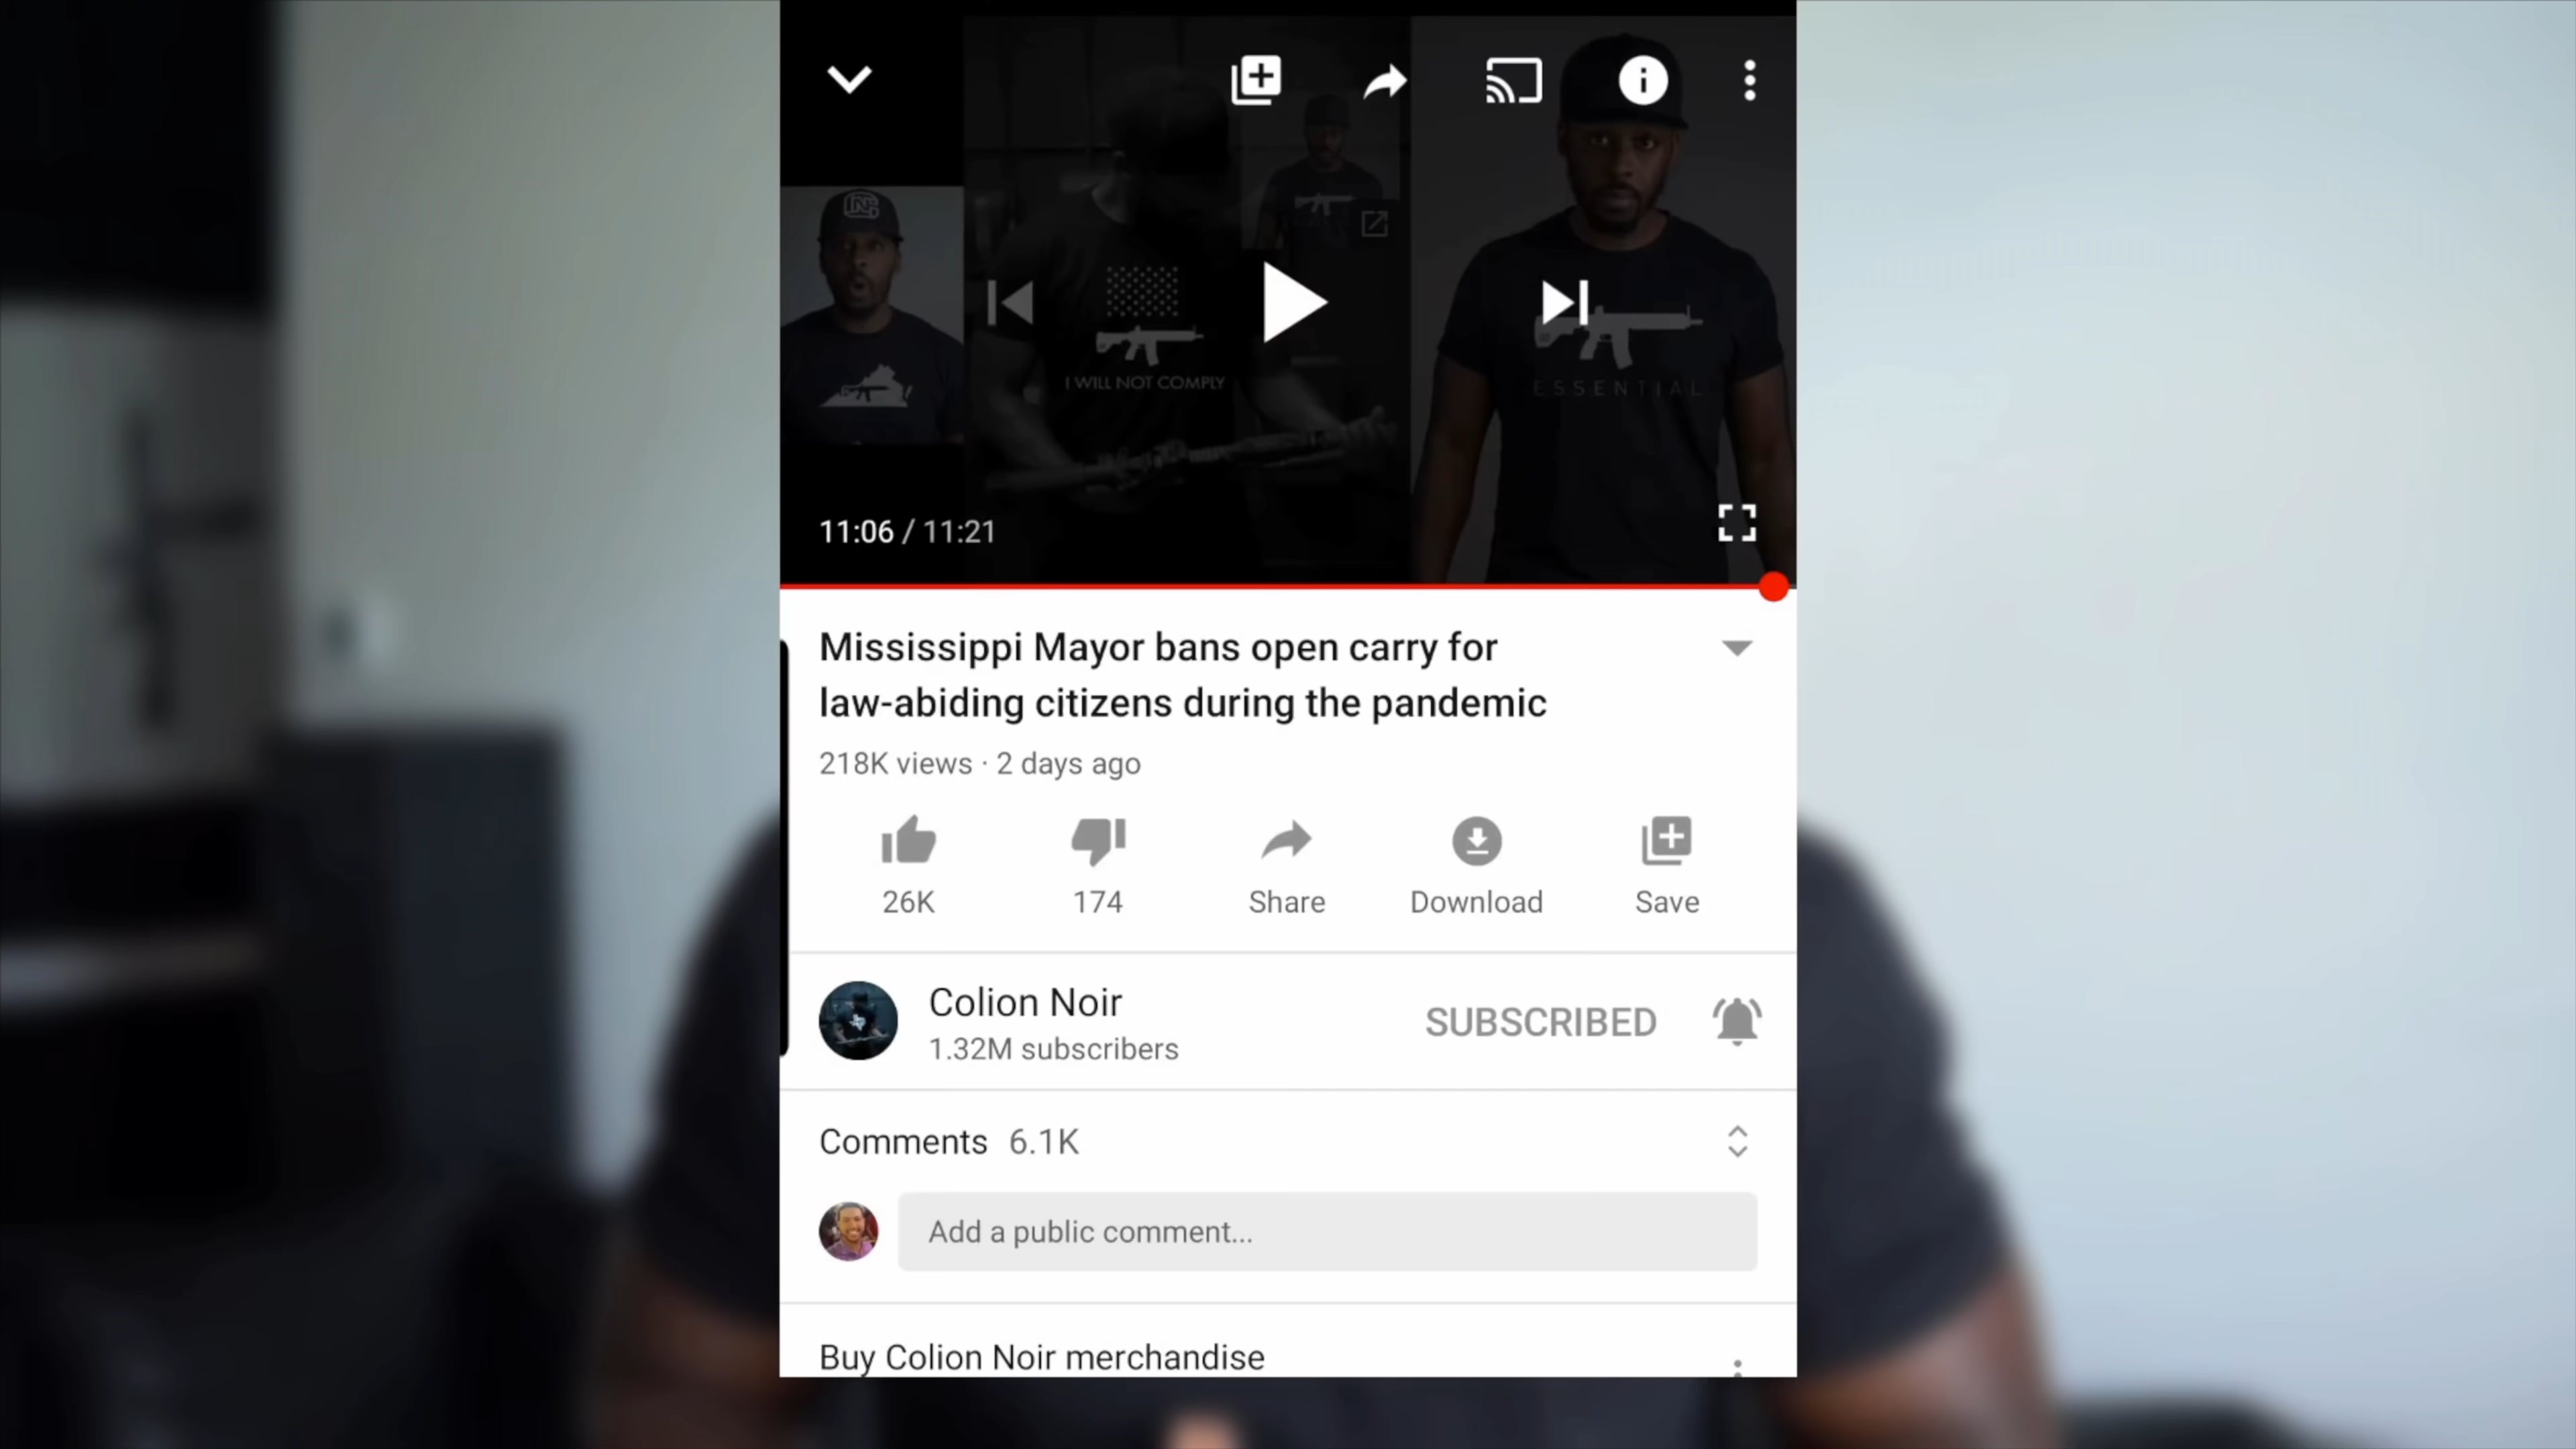 I WILL NOT COMPLY
ESSENTIAL
11:06 / 11:21
Mississippi Mayor bans open carry for
law-abiding citizens during the pandemic
218K views · 2 days ago
26K
174
Share
Download
Save
Colion Noir
1.32M subscribers
SUBSCRIBED
Comments 6.1K
Add a public comment...
Buy Colion Noir merchandise